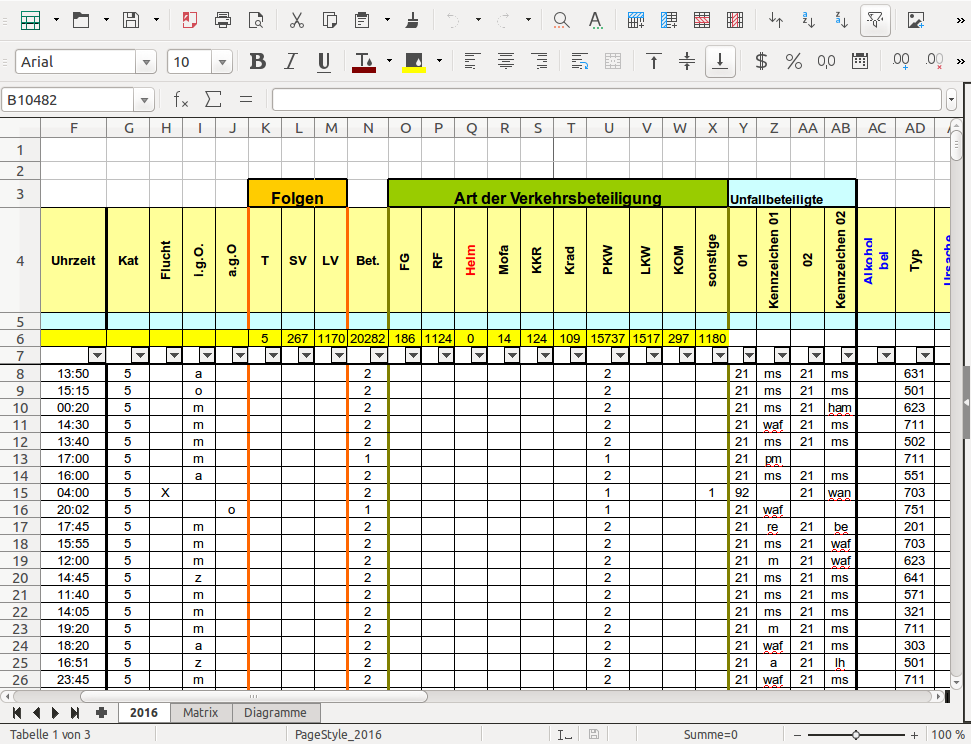 Arial 10 B I U $ % 0,0
B10482
F G H I J K L M N O P Q R S T U V W X Y Z AA AB AC AD
1
2
3 Folgen Art der Verkehrsbeteiligung Unfallbeteiligte
4 Uhrzeit Kat Flucht i.g.O. a.g.O T SV LV Bet. FG RF Helm Mofa KKR Krad PKW LKW KOM sonstige 01 Kennzeichen 01 02 Kennzeichen 02 Alkohol bei Typ Ursache
5
6 5 267 1170 20282 186 1124 0 14 124 109 15737 1517 297 1180
7
8 13:50 5 a 2 2 21 ms 21 ms 631
9 15:15 5 o 2 2 21 ms 21 ms 501
10 00:20 5 m 2 2 21 ms 21 ham 623
11 14:30 5 m 2 2 21 waf 21 ms 711
12 13:40 5 m 2 2 21 ms 21 ms 502
13 17:00 5 m 1 1 21 pm 711
14 16:00 5 a 2 2 21 ms 21 ms 551
15 04:00 5 X 2 1 1 92 21 wan 703
16 20:02 5 o 1 1 21 waf 751
17 17:45 5 m 2 2 21 re 21 be 201
18 15:55 5 m 2 2 21 ms 21 waf 703
19 12:00 5 m 2 2 21 m 21 waf 623
20 14:45 5 z 2 2 21 ms 21 ms 641
21 11:40 5 m 2 2 21 ms 21 ms 571
22 14:05 5 m 2 2 21 ms 21 ms 321
23 19:20 5 m 2 2 21 m 21 ms 711
24 18:20 5 a 2 2 21 waf 21 ms 303
25 16:51 5 z 2 2 21 a 21 lh 501
26 23:45 5 m 2 2 21 waf 21 ms 711
2016 Matrix Diagramme
Tabelle 1 von 3 PageStyle_2016 Summe=0 100 %